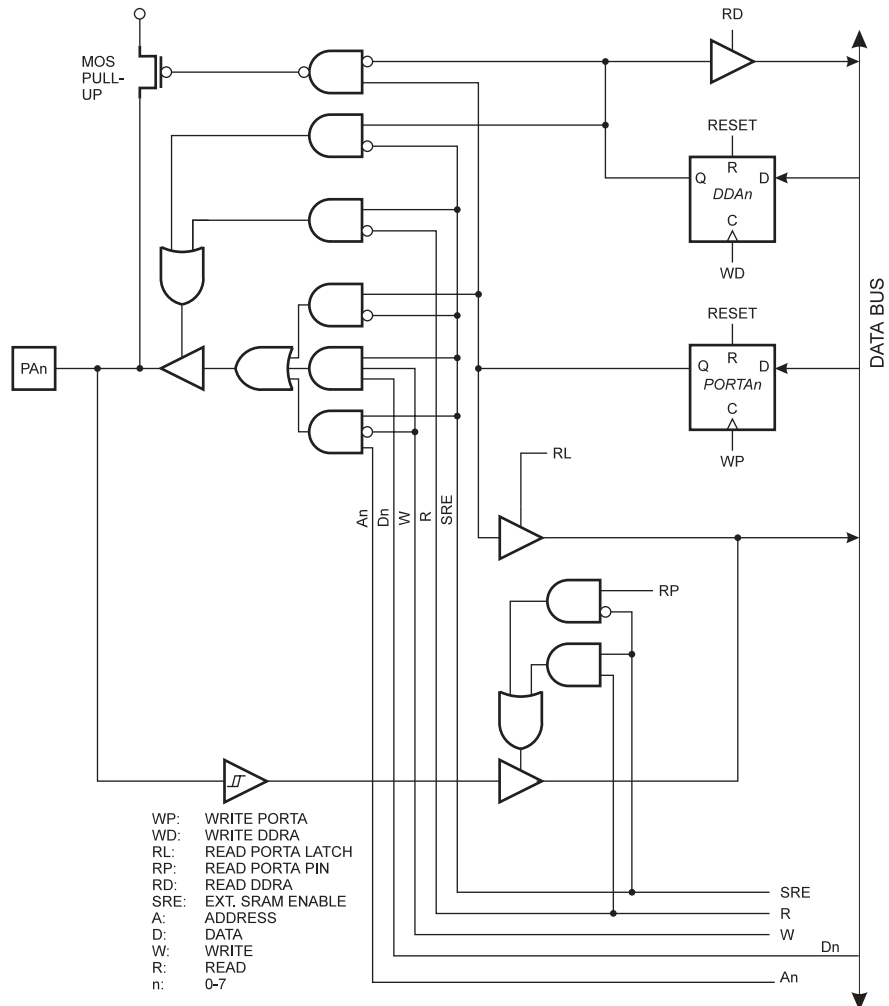 RD
MOS
PULL-
UP
RESET
R
Q
D
DDAn
C
WD
DATA BUS
RESET
R
Q
D
PORTAn
C
WP
PAn
RL
An
Dn
W
R
SRE
RP
WP: WRITE PORTA
WD: WRITE DDRA
RL: READ PORTA LATCH
RP: READ PORTA PIN
RD: READ DDRA
SRE: EXT. SRAM ENABLE
A: ADDRESS
D: DATA
W: WRITE
R: READ
n: 0-7
SRE
R
W
Dn
An